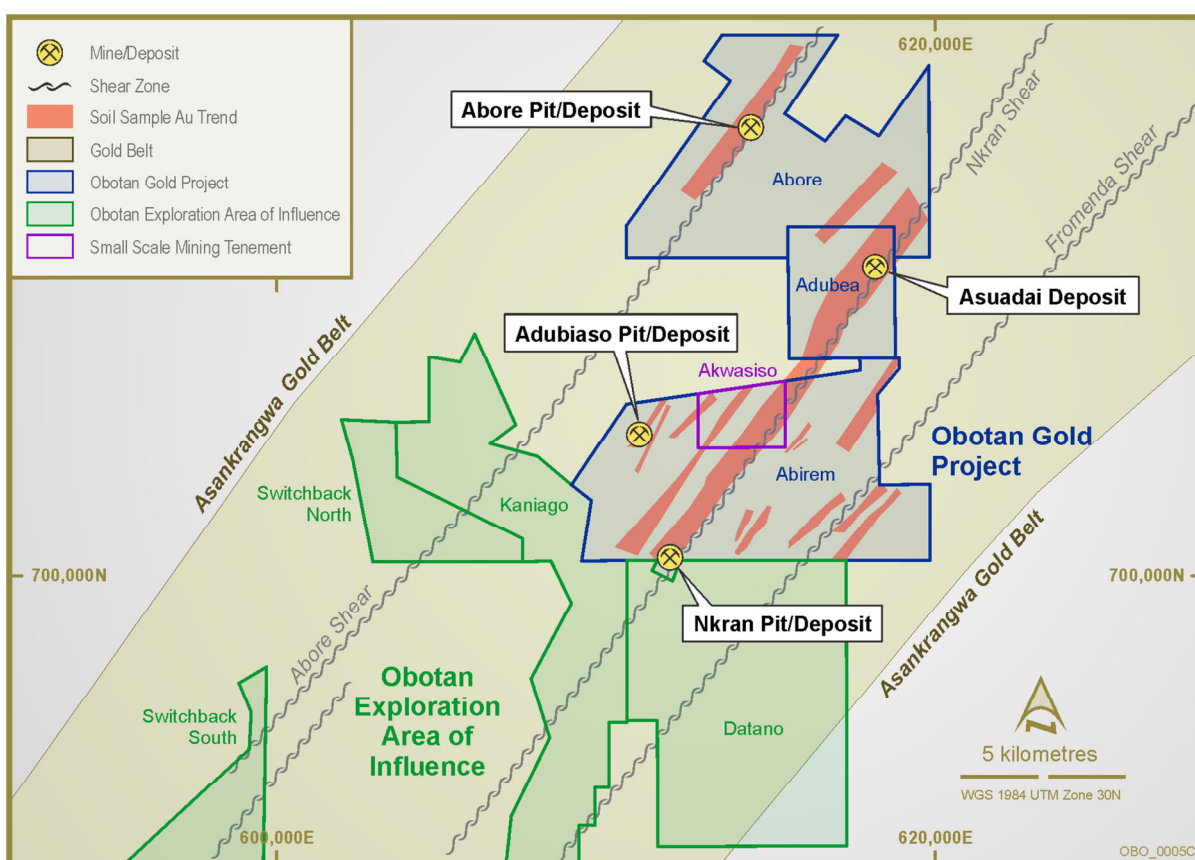 Mine/Deposit
Shear Zone
Soil Sample Au Trend
Gold Belt
Obotan Gold Project
Obotan Exploration Area of Influence
Small Scale Mining Tenement
620,000E
Abore Pit/Deposit
Abore
Nkran Shear
Fromenda Shear
Adubea
Asuadai Deposit
Asankrangwa Gold Belt
Adubiaso Pit/Deposit
Akwasiso
Obotan Gold
Project
Abirem
Switchback
North
Kaniago
700,000N
700,000N
Nkran Pit/Deposit
Asankrangwa Gold Belt
Abore Shear
Obotan
Exploration
Area of
Influence
Switchback
South
Datano
N
5 kilometres
WGS 1984 UTM Zone 30N
600,000E
620,000E
OBO_0005C